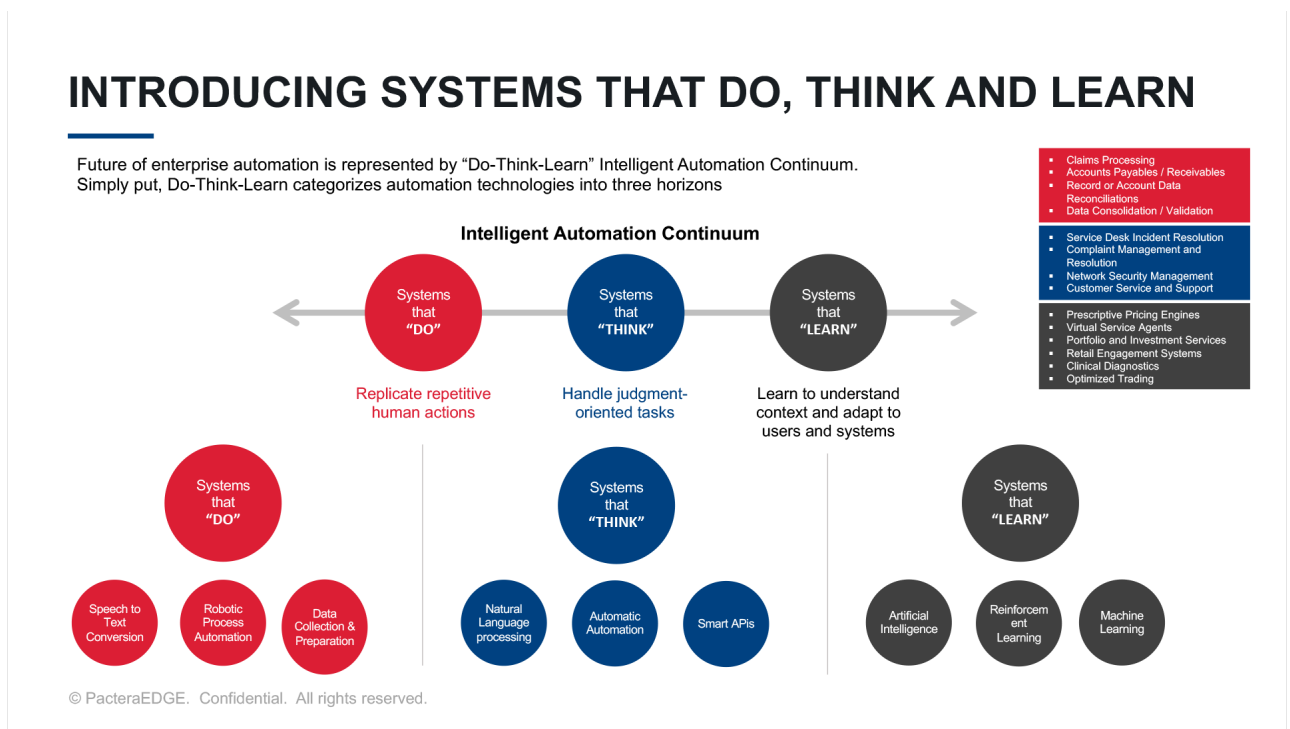 INTRODUCING SYSTEMS THAT DO, THINK AND LEARN
Future of enterprise automation is represented by “Do-Think-Learn” Intelligent Automation Continuum.
Simply put, Do-Think-Learn categorizes automation technologies into three horizons
▪ Claims Processing
▪ Accounts Payables / Receivables
▪ Record or Account Data
Reconciliations
▪ Data Consolidation / Validation
▪ Service Desk Incident Resolution
▪ Complaint Management and
Resolution
▪ Network Security Management
▪ Customer Service and Support
▪ Prescriptive Pricing Engines
▪ Virtual Service Agents
▪ Portfolio and Investment Services
▪ Retail Engagement Systems
▪ Clinical Diagnostics
▪ Optimized Trading
Intelligent Automation Continuum
Systems
that
“DO”
Systems
that
“THINK”
Systems
that
“LEARN”
Replicate repetitive
human actions
Handle judgment-
oriented tasks
Learn to understand
context and adapt to
users and systems
Systems
that
“DO”
Systems
that
“THINK”
Systems
that
“LEARN”
Speech to
Text
Conversion
Robotic
Process
Automation
Data
Collection &
Preparation
Natural
Language
processing
Automatic
Automation
Smart APis
Artificial
Intelligence
Reinforcem
ent
Learning
Machine
Learning
© PacteraEDGE. Confidential. All rights reserved.